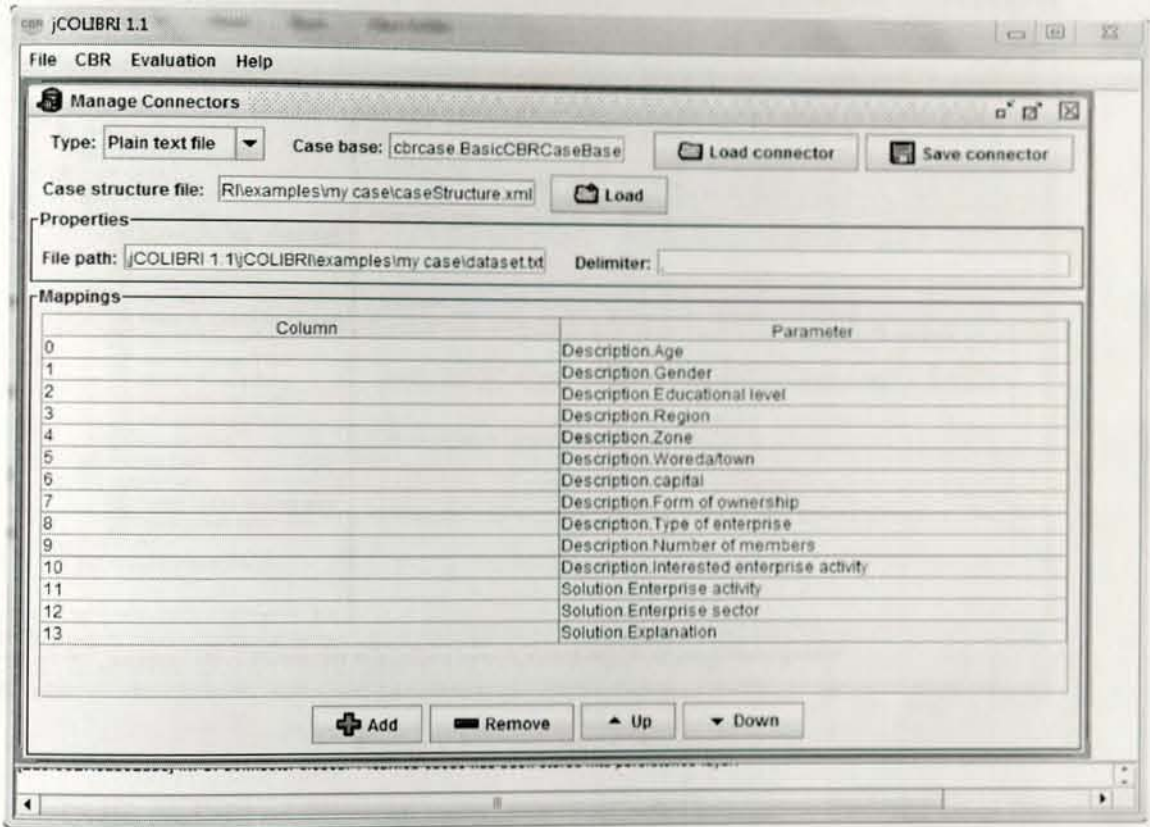 CBR jCOLIBRI 1.1
File CBR Evaluation Help
Manage Connectors
Type: Plain text file Case base: cbrcase.BasicCBRCaseBase Load connector Save connector
Case structure file: RI\examples\my case\caseStructure.xml Load
Properties
File path: jCOLIBRI 1.1\jCOLIBRI\examples\my case\dataset.txt Delimiter:
Mappings
Column Parameter
0 Description.Age
1 Description.Gender
2 Description.Educational level
3 Description.Region
4 Description.Zone
5 Description.Woreda/town
6 Description.capital
7 Description.Form of ownership
8 Description.Type of enterprise
9 Description.Number of members
10 Description.Interested enterprise activity
11 Solution.Enterprise activity
12 Solution.Enterprise sector
13 Solution.Explanation
Add Remove Up Down